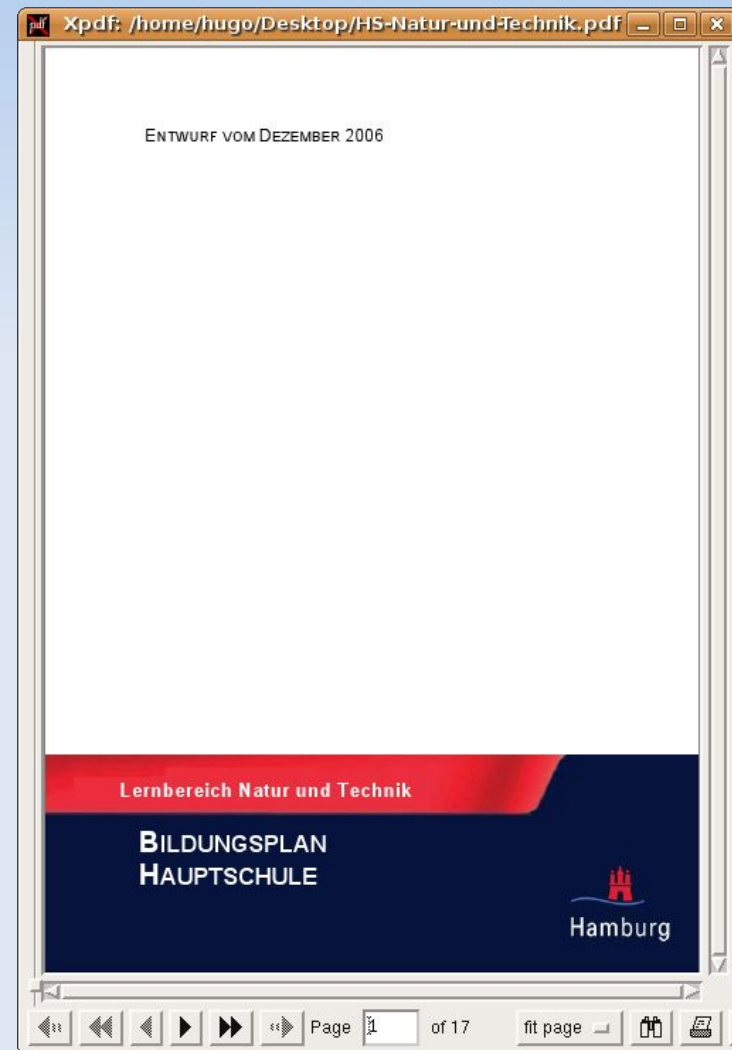 Xpdf: /home/hugo/Desktop/HS-Natur-und-Technik.pdf
ENTWURF VOM DEZEMBER 2006
Lernbereich Natur und Technik
BILDUNGSPLAN
HAUPTSCHULE
Hamburg
Page 1 of 17 fit page